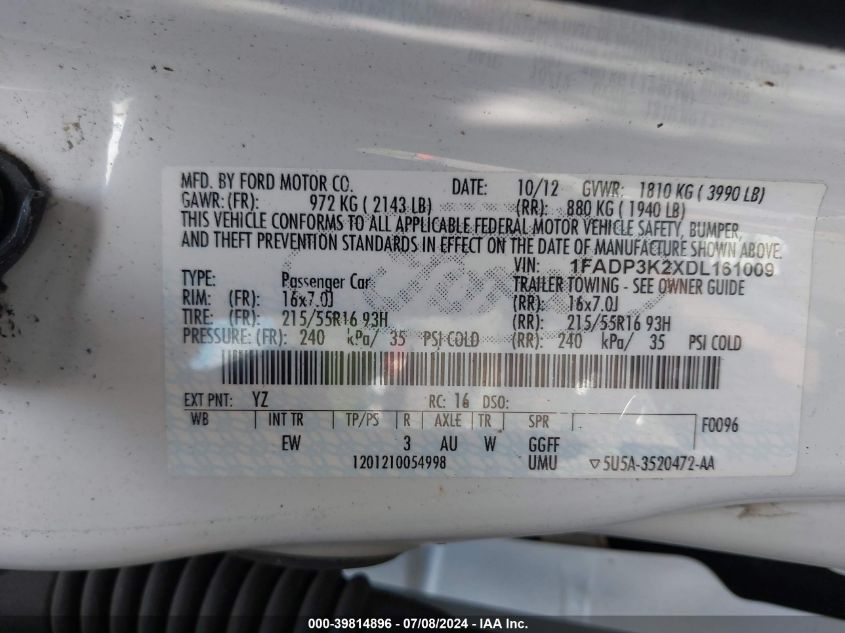 MFD. BY FORD MOTOR CO. DATE: 10/12 GVWR: 1810 KG ( 3990 LB)
GAWR: (FR): 972 KG ( 2143 LB) (RR): 880 KG ( 1940 LB)
THIS VEHICLE CONFORMS TO ALL APPLICABLE FEDERAL MOTOR VEHICLE SAFETY, BUMPER,
AND THEFT PREVENTION STANDARDS IN EFFECT ON THE DATE OF MANUFACTURE SHOWN ABOVE.
VIN: 1FADP3K2XDL161009
TYPE: Passenger Car TRAILER TOWING - SEE OWNER GUIDE
RIM: (FR): 16x7.0J (RR): 16x7.0J
TIRE: (FR): 215/55R16 93H (RR): 215/55R16 93H
PRESSURE: (FR): 240 kPa/ 35 PSI COLD (RR): 240 kPa/ 35 PSI COLD
EXT PNT: YZ RC: 16 DSO:
WB INT TR TP/PS R AXLE TR SPR F0096
EW 3 AU W GGFF
1201210054998 UMU ▽5U5A-3520472-AA
000-39814896 - 07/08/2024 - IAA Inc.